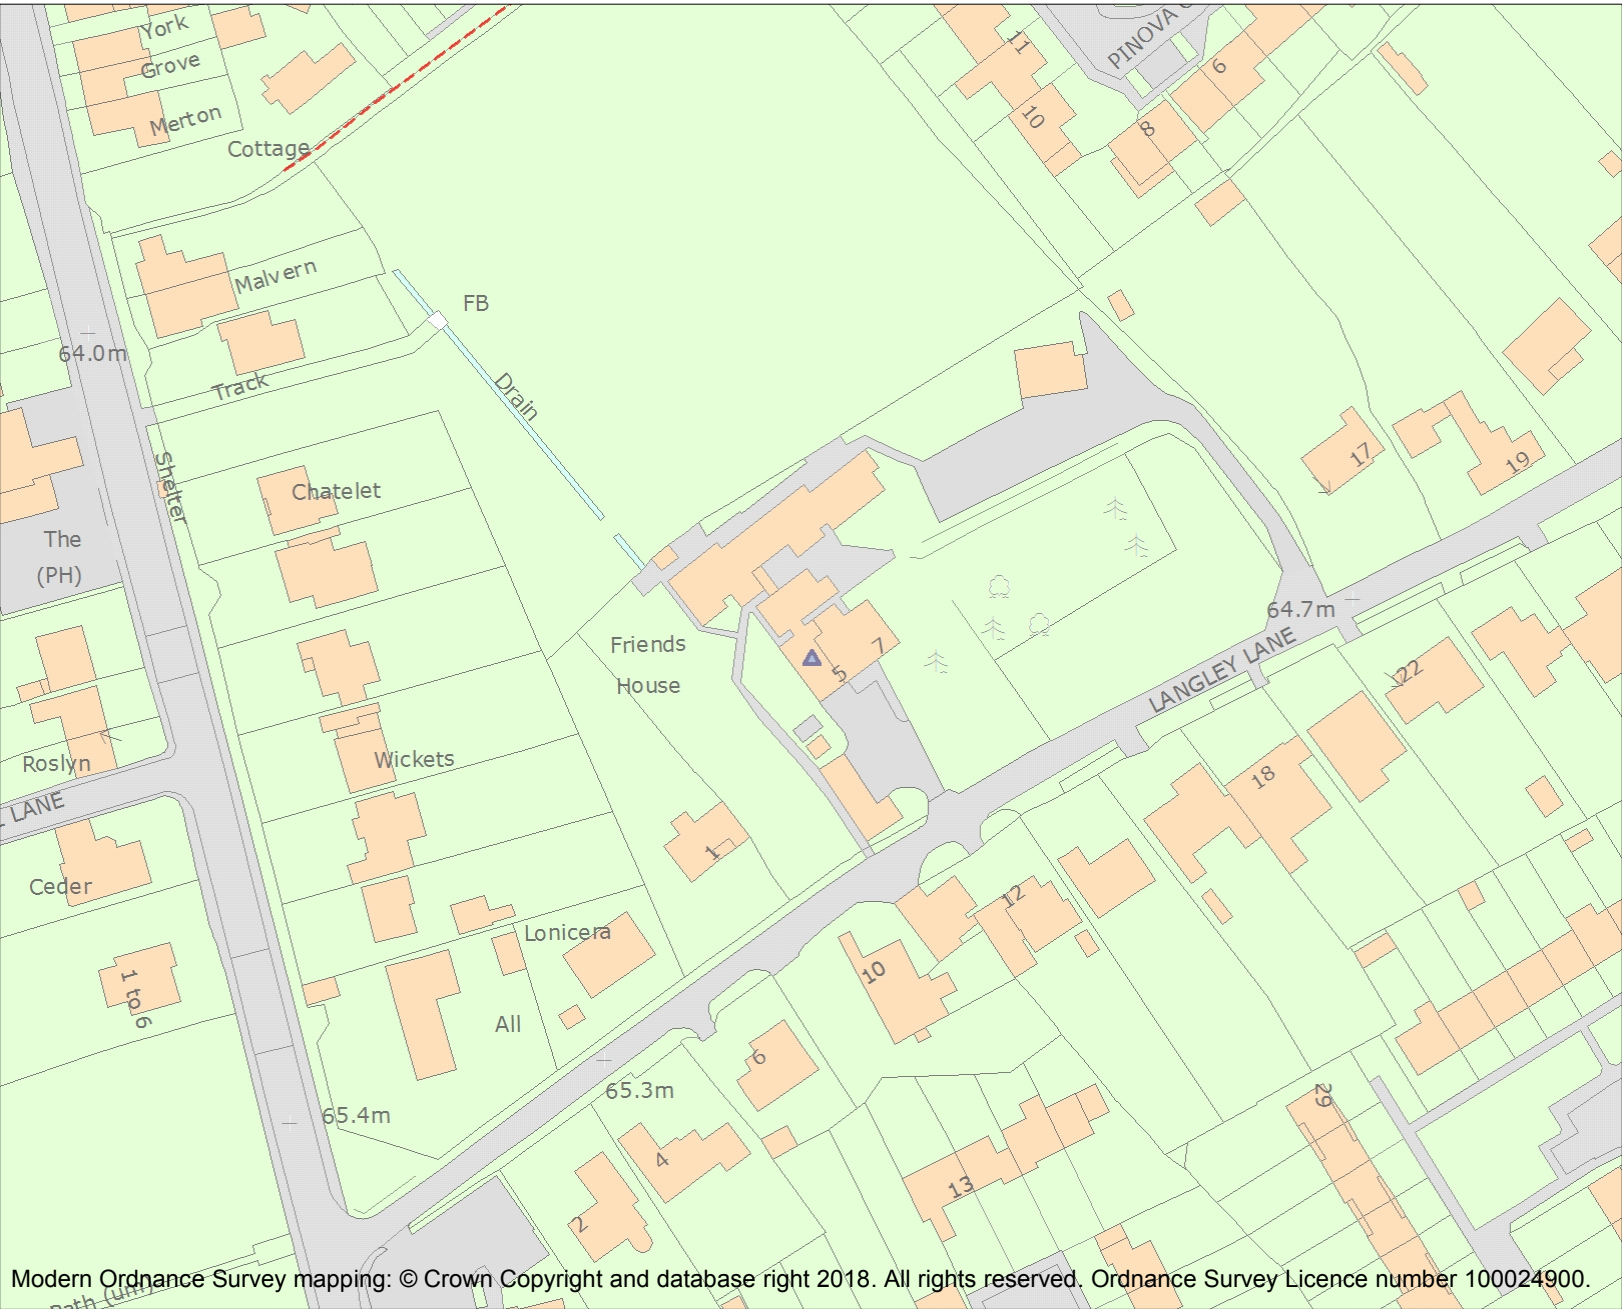 York
Grove
Merton
Cottage
11
10
PINOVA
6
8
Malvern
FB
64.0m
Track
Drain
Shelter
Chatelet
17
19
The
(PH)
64.7m
Friends
House
7
5
LANGLEY LANE
22
Roslyn
Wickets
LANE
18
1
Ceder
12
Lonicera
10
1 to 6
All
6
65.3m
65.4m
29
4
13
2
Path (um)
Modern Ordnance Survey mapping: © Crown Copyright and database right 2018. All rights reserved. Ordnance Survey Licence number 100024900.